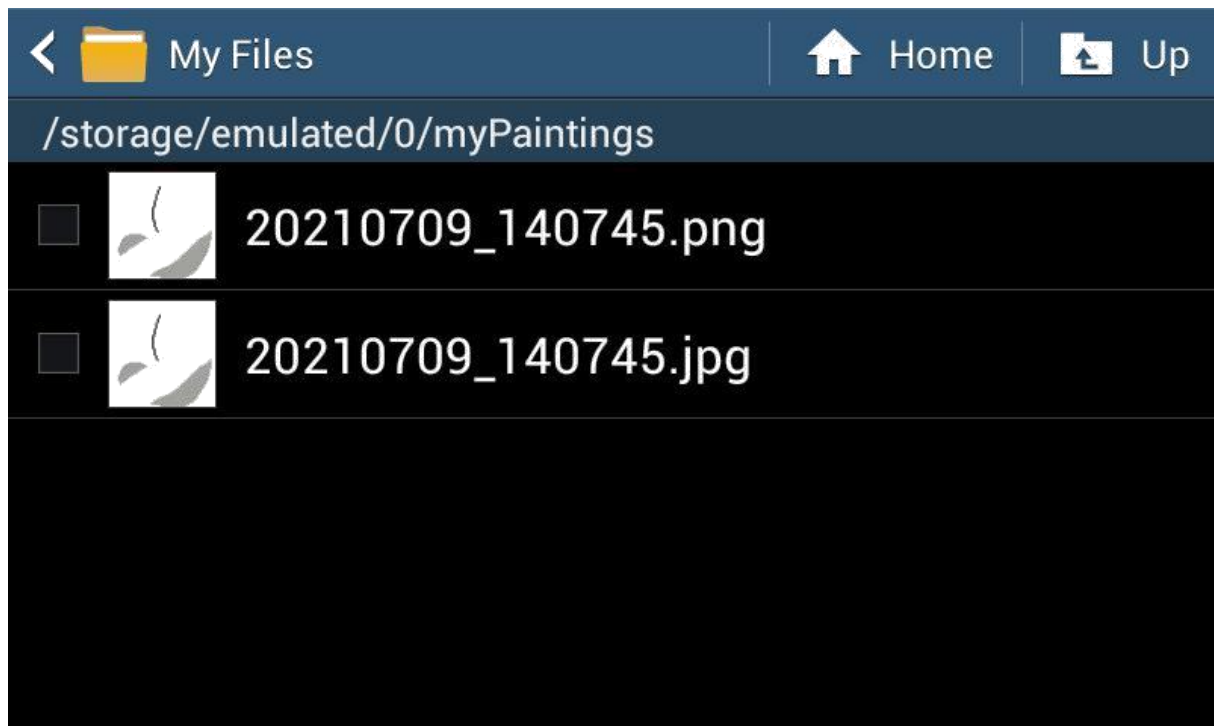 My Files
Home
Up
/storage/emulated/0/myPaintings
20210709_140745.png
20210709_140745.jpg